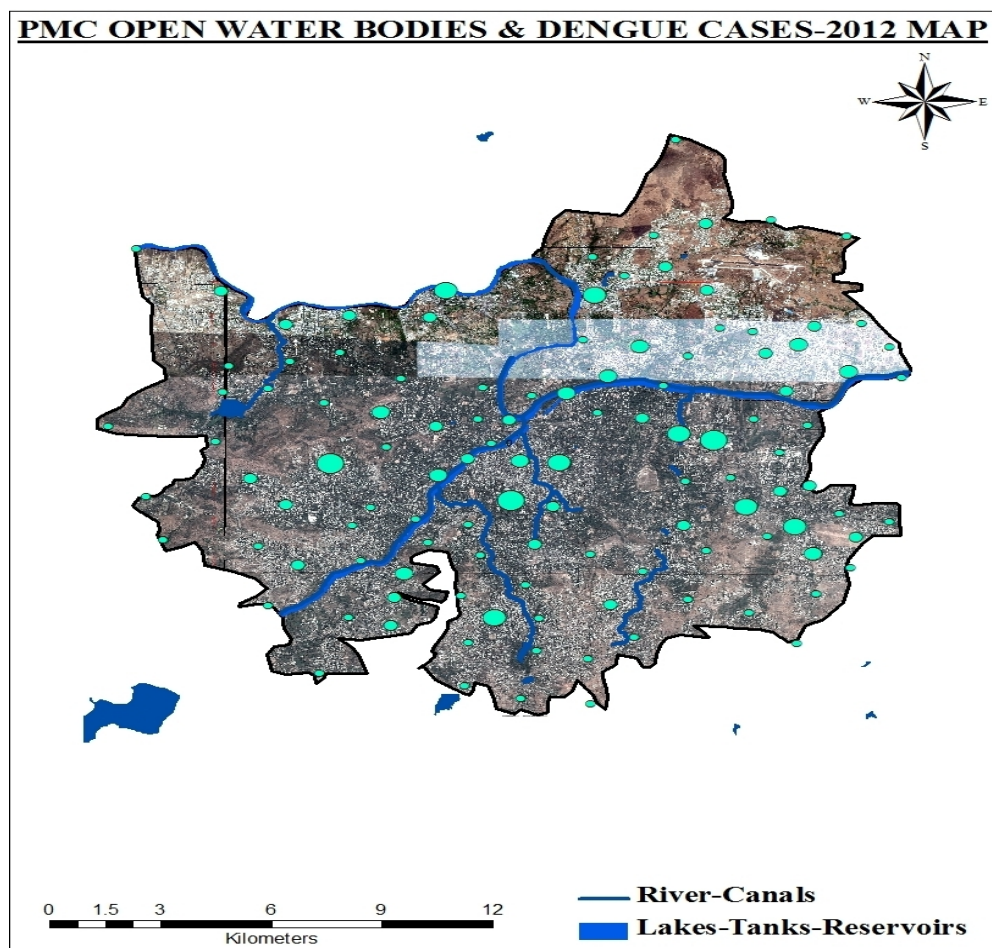 PMC OPEN WATER BODIES & DENGUE CASES-2012 MAP
N
W E
S
River-Canals
0 1.5 3 6 9 12
Lakes-Tanks-Reservoirs
Kilometers